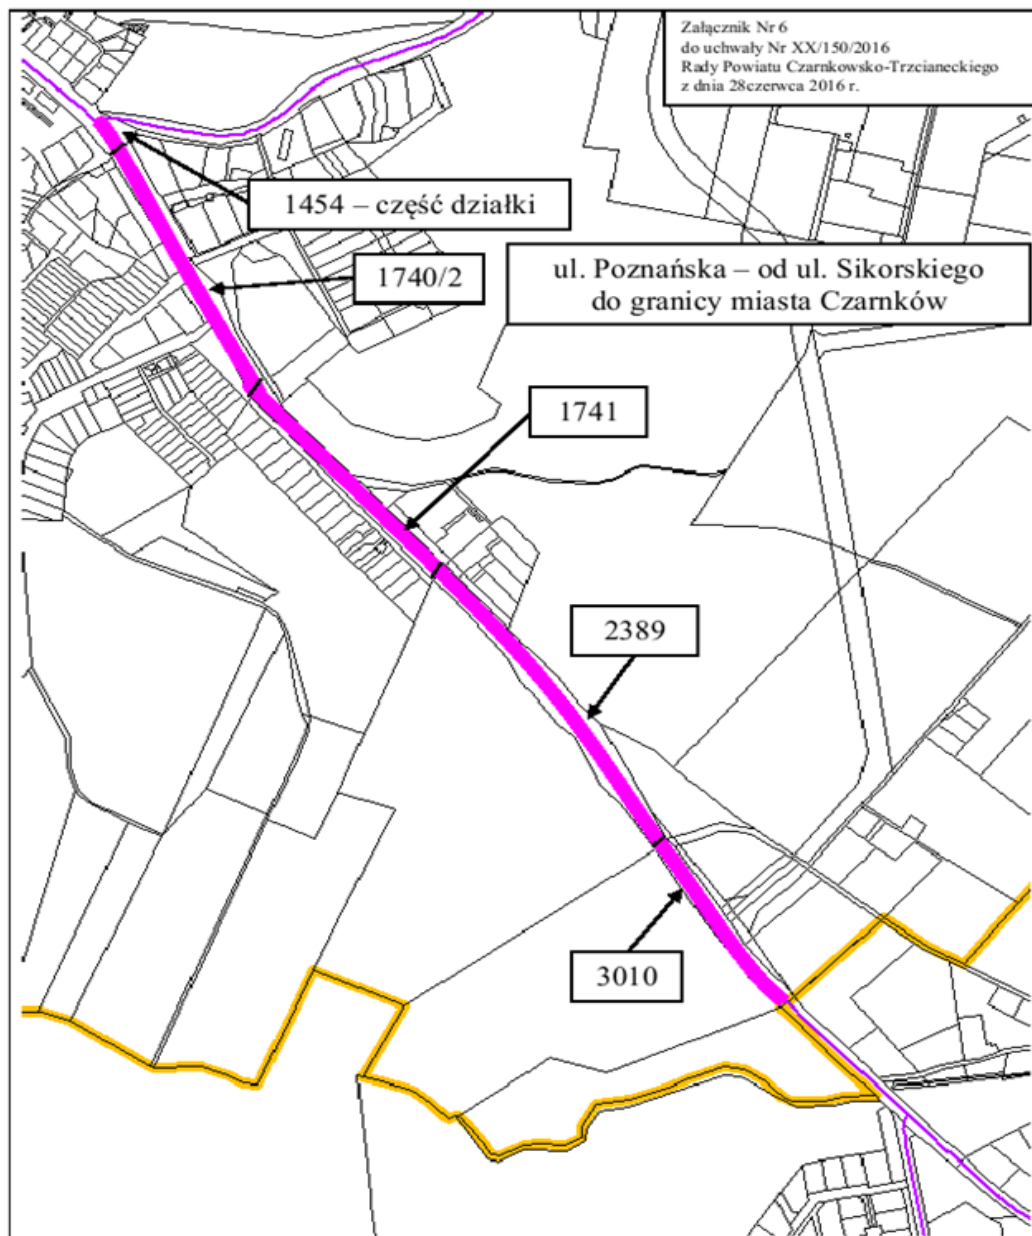 Załącznik Nr 6
do uchwały Nr XX/150/2016
Rady Powiatu Czarnkowsko-Trzcianeckiego
z dnia 28czerwca 2016 r.
1454 – część działki
1740/2
ul. Poznańska – od ul. Sikorskiego
do granicy miasta Czarnków
1741
2389
3010